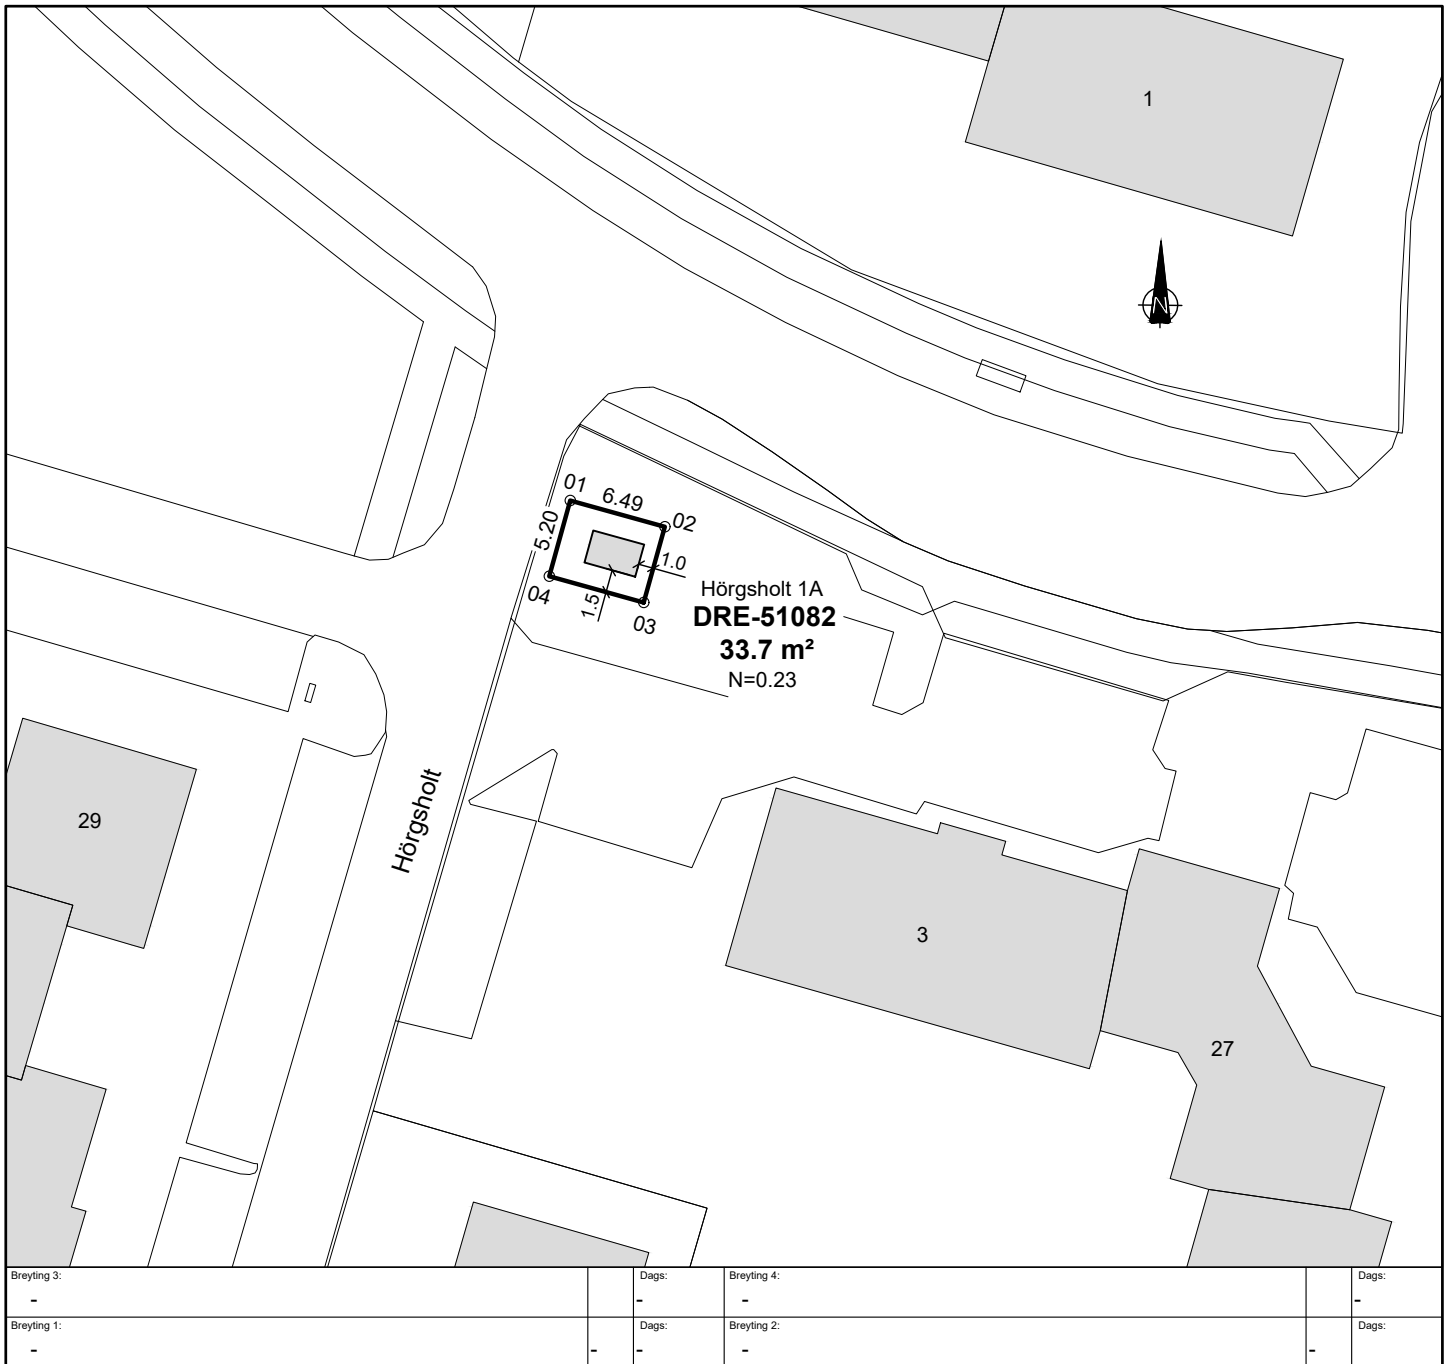 1
N
01
6.49
02
5.20
1.0
04
1.5
03
Hörgsholt 1A
DRE-51082
33.7 m²
N=0.23
Hörgsholt
29
3
27
Breyting 3:
Dags:
Breyting 4:
Dags:
-
-
-
-
Breyting 1:
Dags:
Breyting 2:
Dags:
-
-
-
-
-